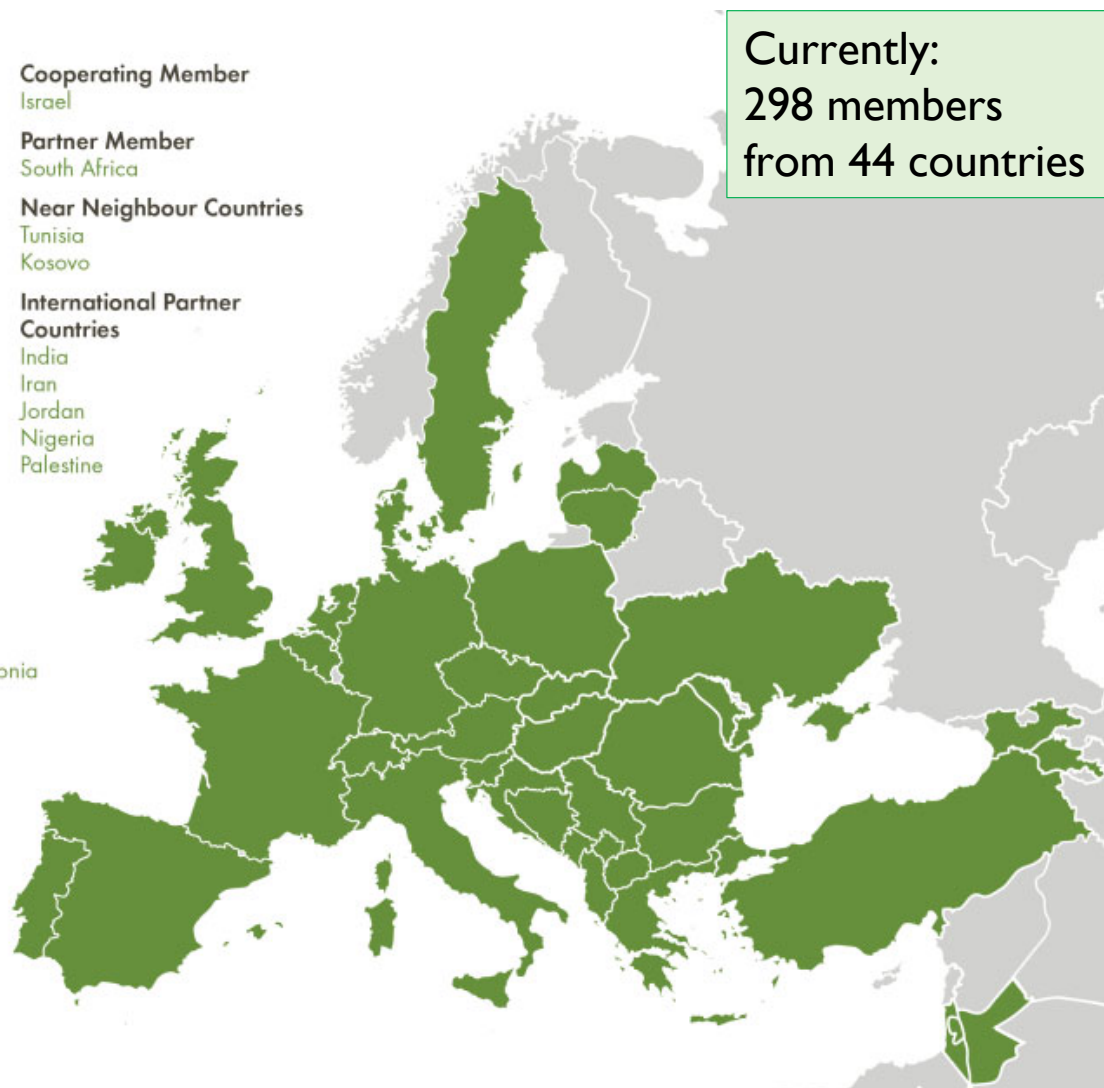 Cooperating Member
Israel
Partner Member
South Africa
Near Neighbour Countries
Tunisia
Kosovo
International Partner
Countries
India
Iran
Jordan
Nigeria
Palestine
onia
Currently:
298 members
from 44 countries